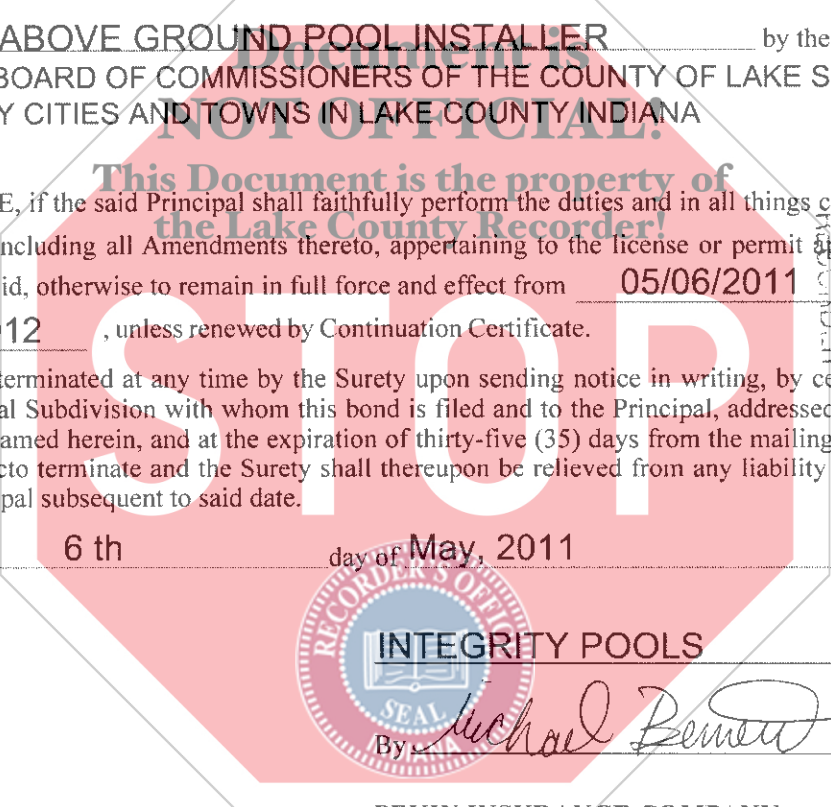 ABOVE GROUND POOL INSTALLER by the
BOARD OF COMMISSIONERS OF THE COUNTY OF LAKE S
Y CITIES AND TOWNS IN LAKE COUNTY INDIANA
Document is
NOT OFFICIAL!
This Document is the property of
the Lake County Recorder!
E, if the said Principal shall faithfully perform the duties and in all things c
ncluding all Amendments thereto, appertaining to the license or permit ap
id, otherwise to remain in full force and effect from 05/06/2011
12 , unless renewed by Continuation Certificate.
STOP
terminated at any time by the Surety upon sending notice in writing, by ce
al Subdivision with whom this bond is filed and to the Principal, addressed
amed herein, and at the expiration of thirty-five (35) days from the mailing
cto terminate and the Surety shall thereupon be relieved from any liability
pal subsequent to said date.
6 th day of May, 2011
RECORDER'S OFFICE
SEAL
INDIANA
INTEGRITY POOLS
By Michael Bennett
PEKIN INSURANCE COMPANY